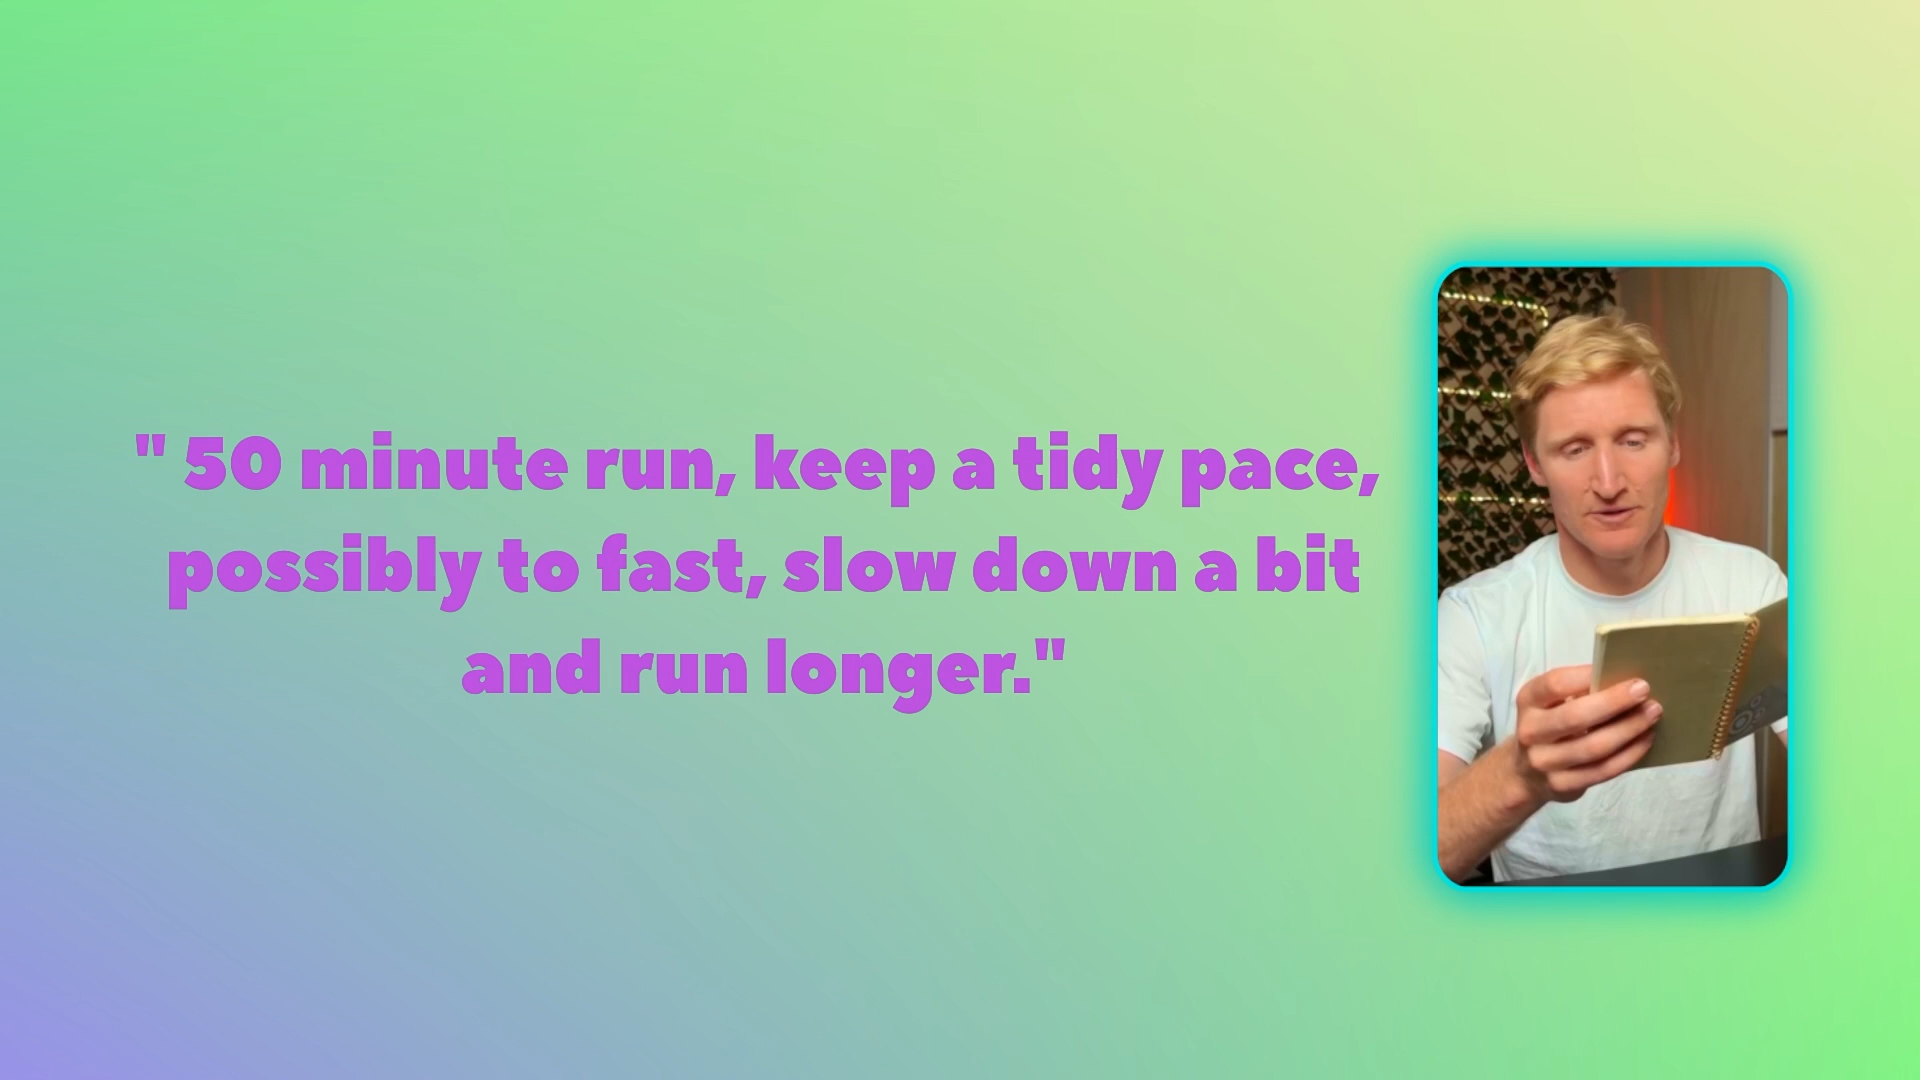 " 50 minute run, keep a tidy pace,
possibly to fast, slow down a bit
and run longer."